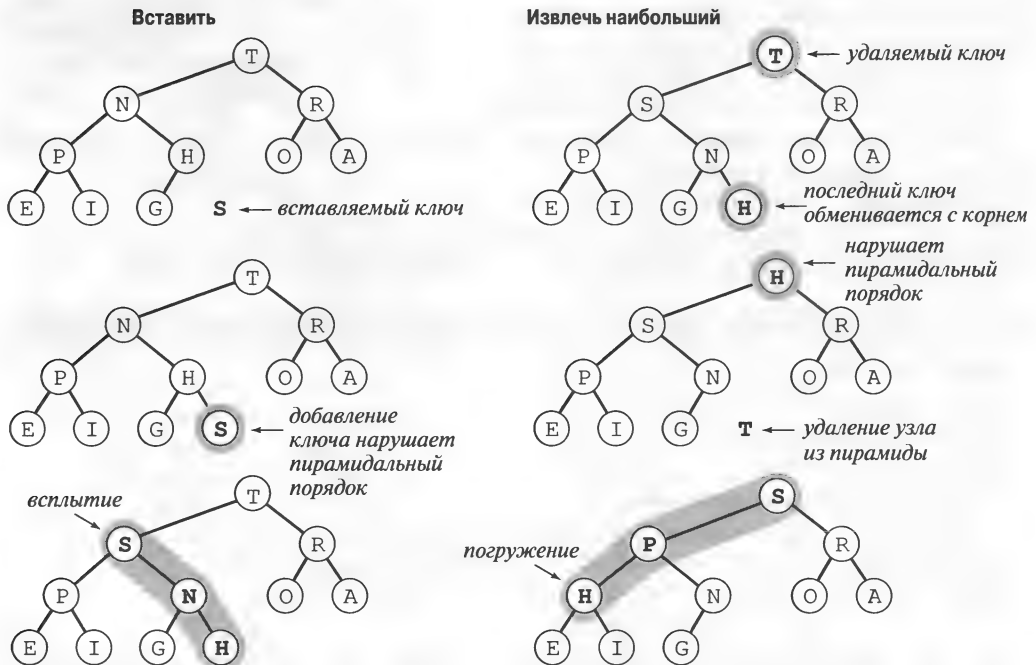 Вставить
T
N R
P H O A
E I G S вставляемый ключ
T
N R
P H O A
E I G S
добавление
ключа нарушает
пирамидальный
порядок
всплытие
T
S R
P N O A
E I G H
Извлечь наибольший
T удаляемый ключ
S R
P N O A
E I G H
последний ключ
обменивается с корнем
H
нарушает
пирамидальный
порядок
S R
P N O A
E I G T
удаление узла
из пирамиды
S
погружение
P R
H N O A
E I G